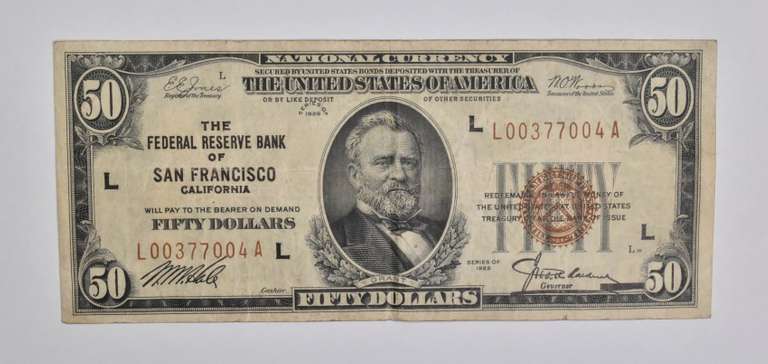 NATIONAL CURRENCY
SECURED BY UNITED STATES BONDS DEPOSITED WITH THE TREASURER OF
THE UNITED STATES OF AMERICA
OR BY LIKE DEPOSIT OF OTHER SECURITIES
SERIES OF 1929
50
50
E.E. Jones
L
Register of the Treasury
Treasurer of the United States
THE
FEDERAL RESERVE BANK
OF
SAN FRANCISCO
CALIFORNIA
L
L L00377004A
FIFTY
WILL PAY TO THE BEARER ON DEMAND
FIFTY DOLLARS
L00377004A L
REDEEMABLE IN LAWFUL MONEY OF
THE UNITED STATES AT UNITED STATES
TREASURY OR AT THE BANK OF ISSUE
L
L
SERIES OF
1929
GRANT
Cashier
Governor
50
FIFTY DOLLARS
50